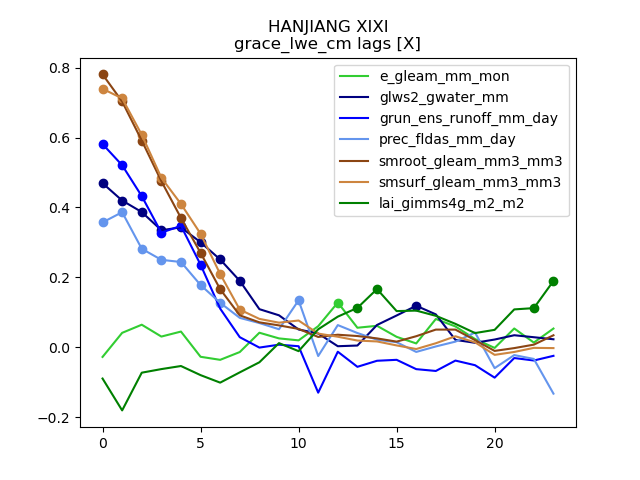 HANJIANG XIXI
grace_lwe_cm lags [X]
0.8
0.6
0.4
0.2
0.0
−0.2
0
5
10
15
20
e_gleam_mm_mon
glws2_gwater_mm
grun_ens_runoff_mm_day
prec_fldas_mm_day
smroot_gleam_mm3_mm3
smsurf_gleam_mm3_mm3
lai_gimms4g_m2_m2